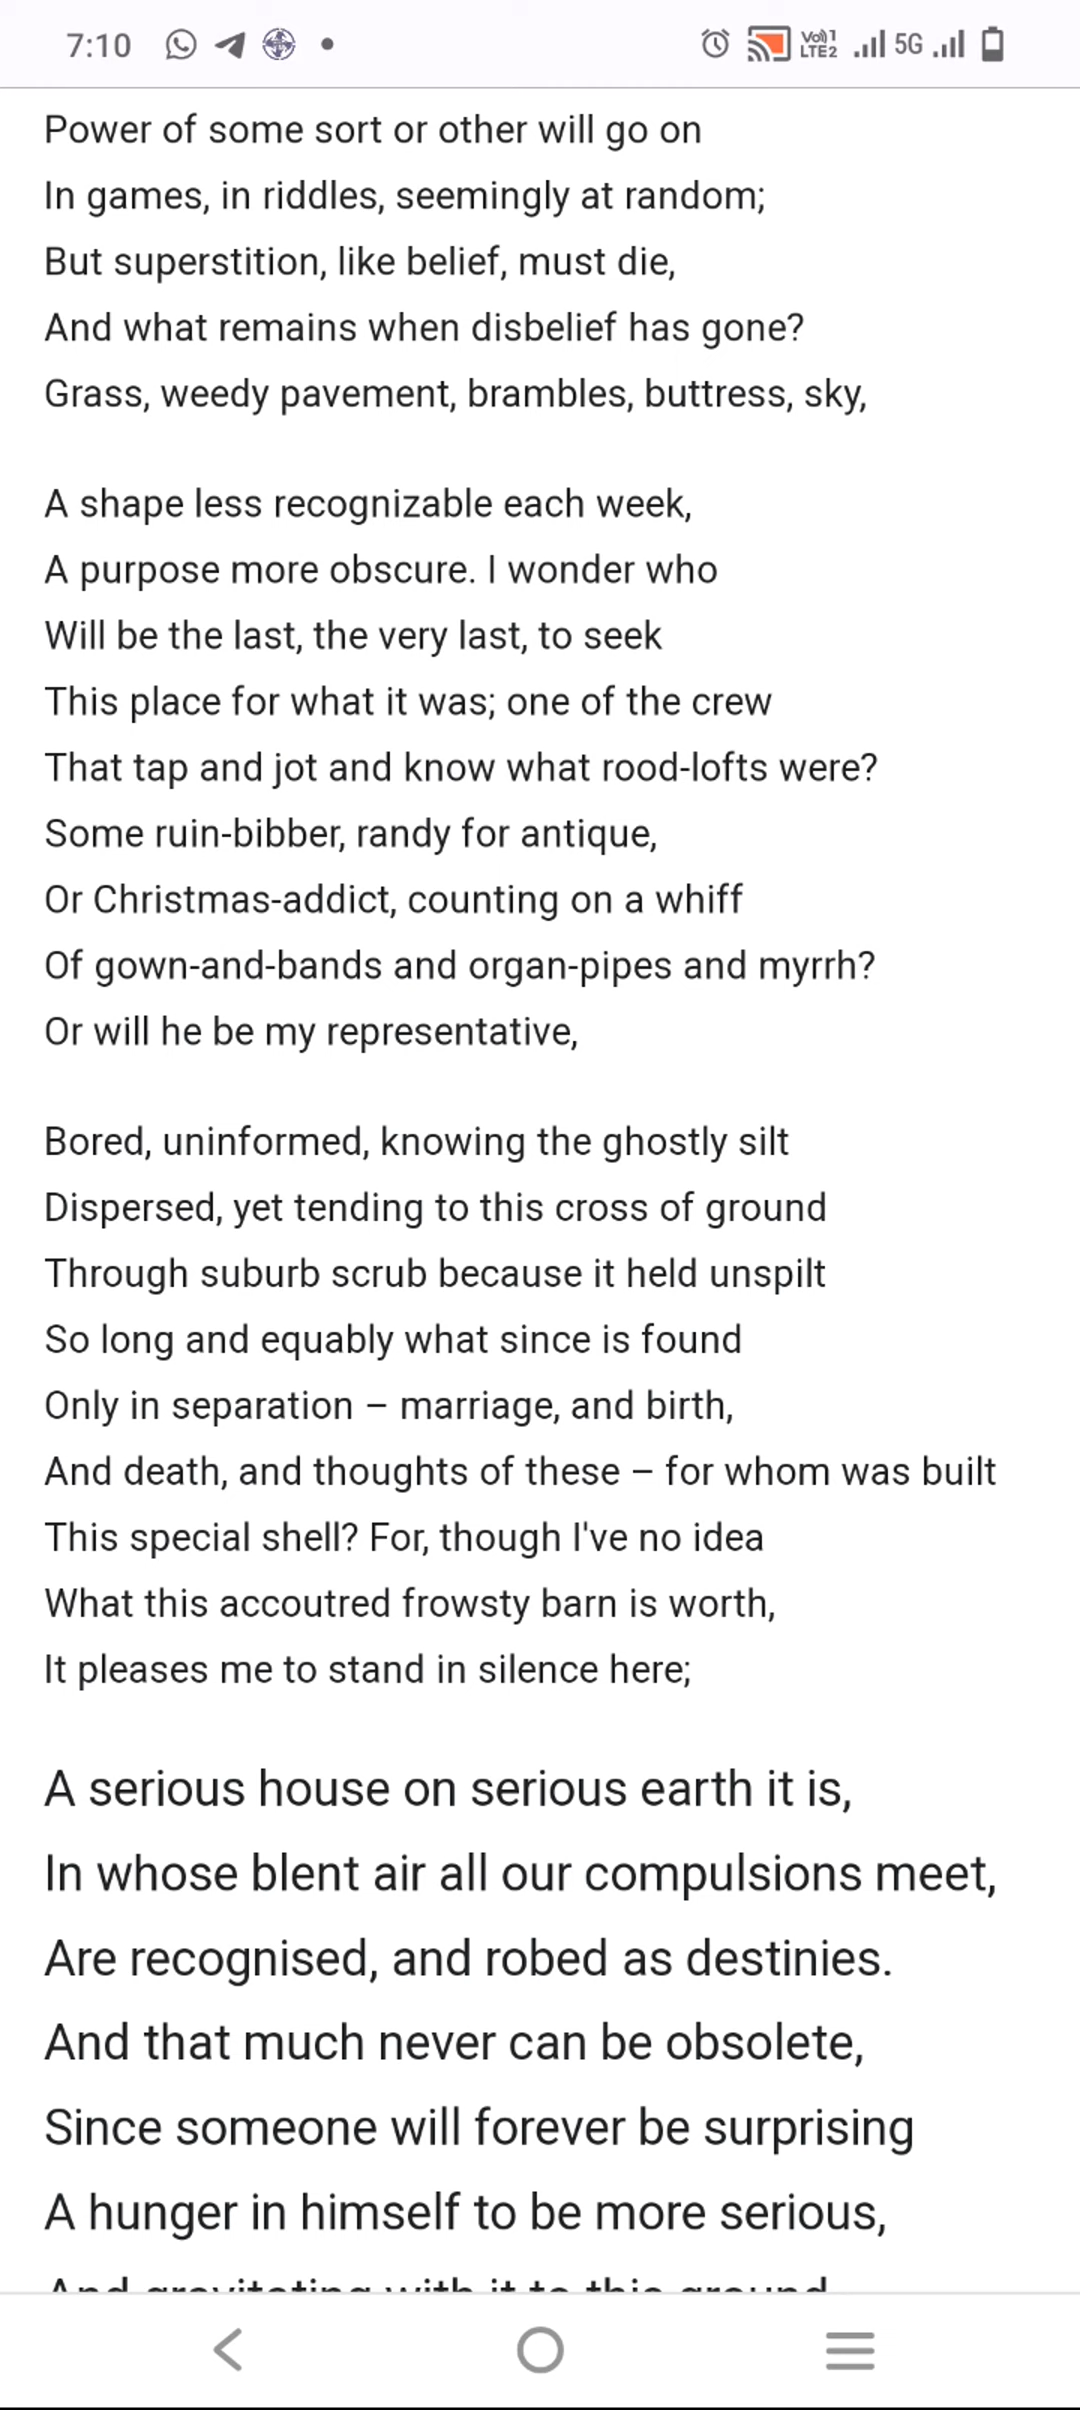 7:10
Vo))1
LTE2
5G
Power of some sort or other will go on
In games, in riddles, seemingly at random;
But superstition, like belief, must die,
And what remains when disbelief has gone?
Grass, weedy pavement, brambles, buttress, sky,
A shape less recognizable each week,
A purpose more obscure. I wonder who
Will be the last, the very last, to seek
This place for what it was; one of the crew
That tap and jot and know what rood-lofts were?
Some ruin-bibber, randy for antique,
Or Christmas-addict, counting on a whiff
Of gown-and-bands and organ-pipes and myrrh?
Or will he be my representative,
Bored, uninformed, knowing the ghostly silt
Dispersed, yet tending to this cross of ground
Through suburb scrub because it held unspilt
So long and equably what since is found
Only in separation – marriage, and birth,
And death, and thoughts of these – for whom was built
This special shell? For, though I've no idea
What this accoutred frowsty barn is worth,
It pleases me to stand in silence here;
A serious house on serious earth it is,
In whose blent air all our compulsions meet,
Are recognised, and robed as destinies.
And that much never can be obsolete,
Since someone will forever be surprising
A hunger in himself to be more serious,
And gravitating with it to this ground